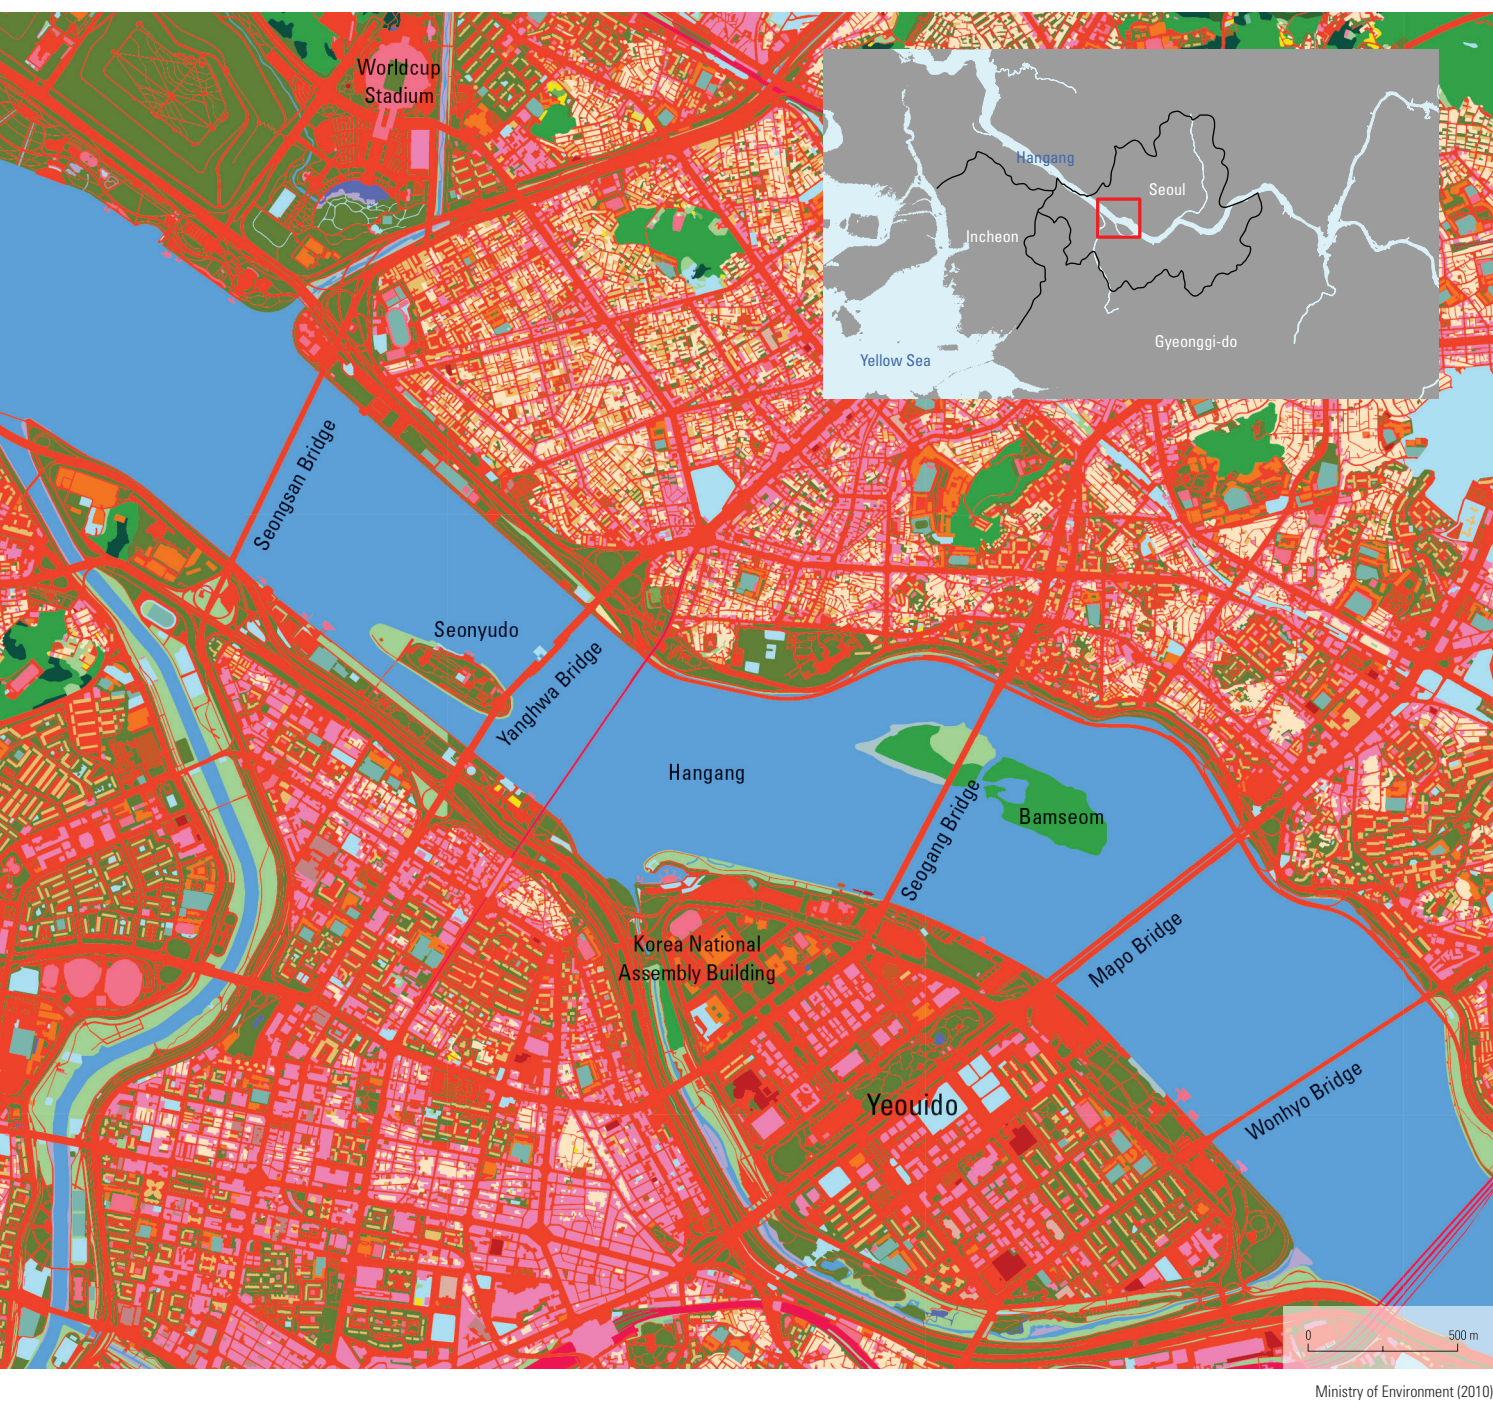 Worldcup
Stadium
Hangang
Seoul
Incheon
Gyeonggi-do
Yellow Sea
Seongsan Bridge
Seonyudo
Yanghwa Bridge
Hangang
Bamseom
Seogang Bridge
Korea National
Assembly Building
Mapo Bridge
Yeouido
Wonhyo Bridge
0 500 m
Ministry of Environment (2010)